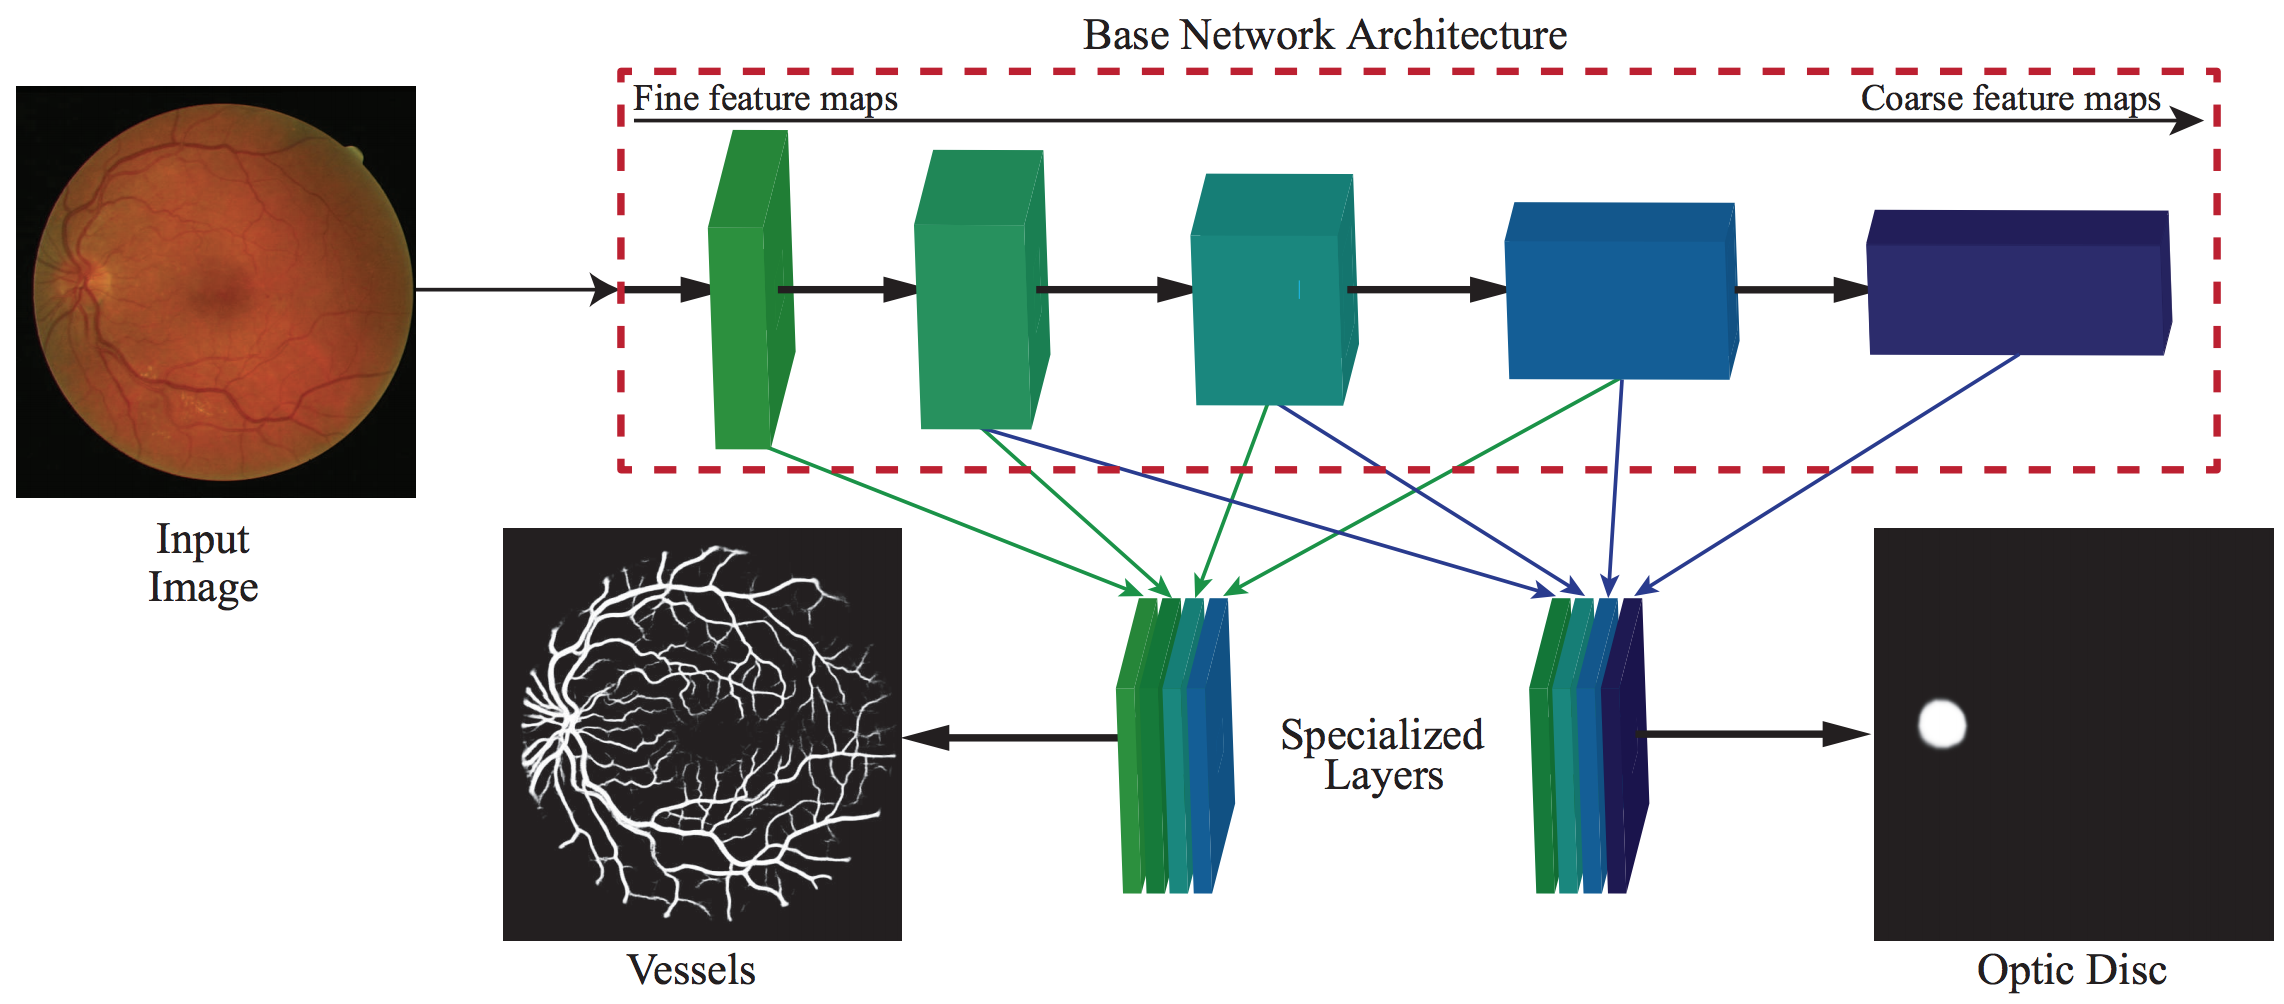 Base Network Architecture
Fine feature maps
Coarse feature maps
Input
Image
Specialized
Layers
Vessels
Optic Disc